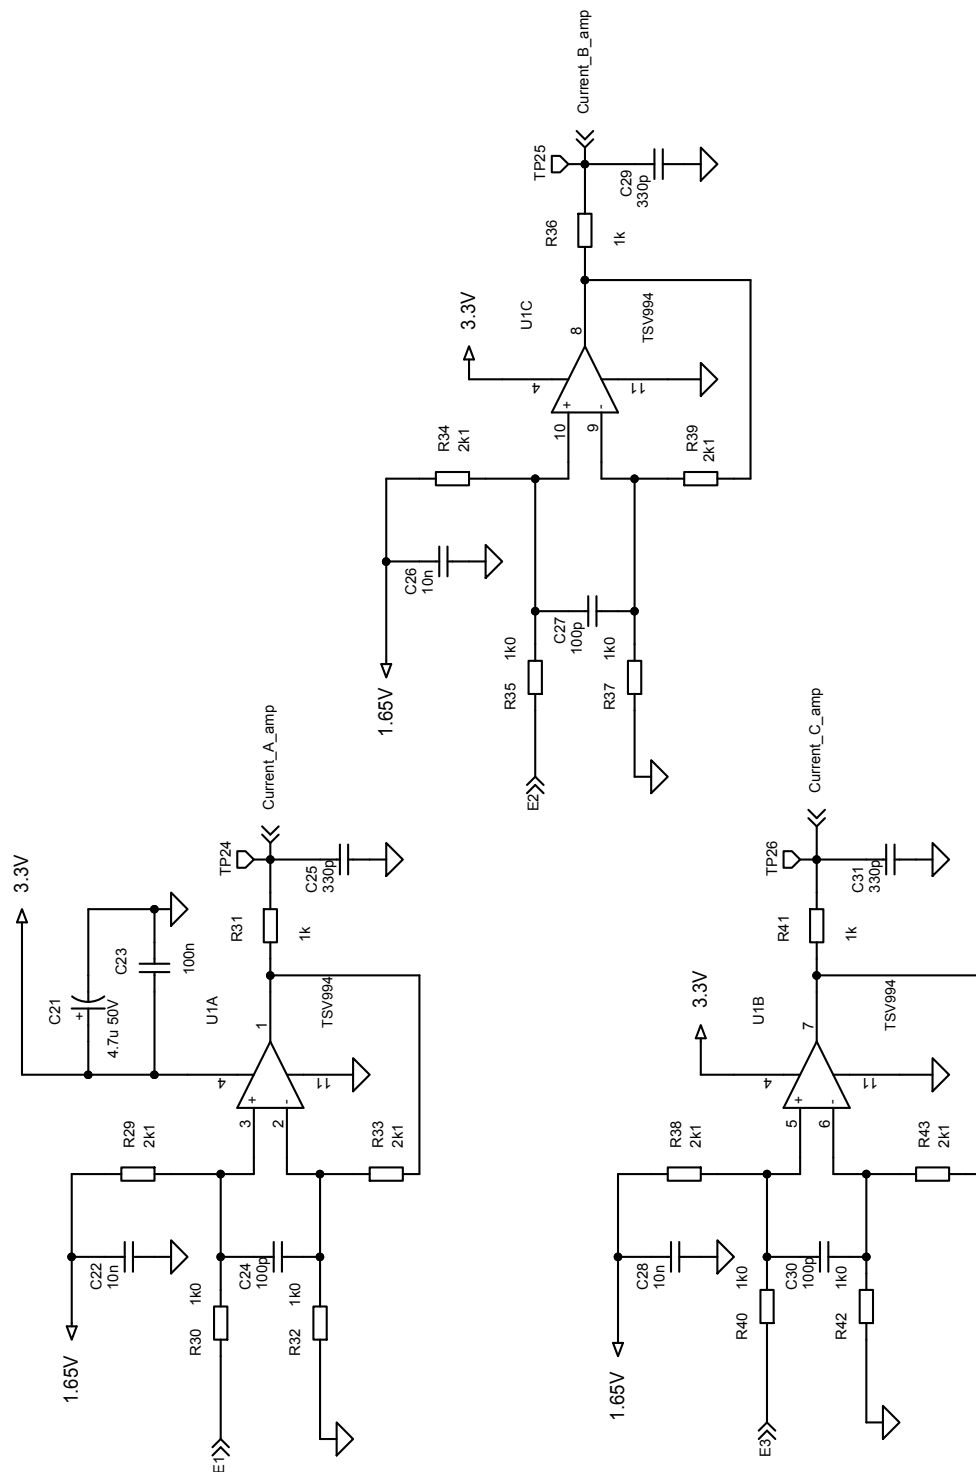 Current_B_amp
TP25
C29
330p
R36
1k
3.3V
U1C
8
TSV994
4
11
+
-
10
9
R34
2k1
R39
2k1
C26
10n
C27
100p
1.65V
R35
1k0
R37
1k0
E2
Current_A_amp
TP24
C25
330p
3.3V
R31
1k
C23
100n
C21
+
4.7u 50V
U1A
1
TSV994
4
11
+
-
3
2
R29
2k1
R33
2k1
C22
10n
C24
100p
1.65V
R30
1k0
R32
1k0
E1
Current_C_amp
TP26
C31
330p
R41
1k
3.3V
U1B
7
TSV994
4
11
+
-
5
6
R38
2k1
R43
2k1
C28
10n
C30
100p
1.65V
R40
1k0
R42
1k0
E3